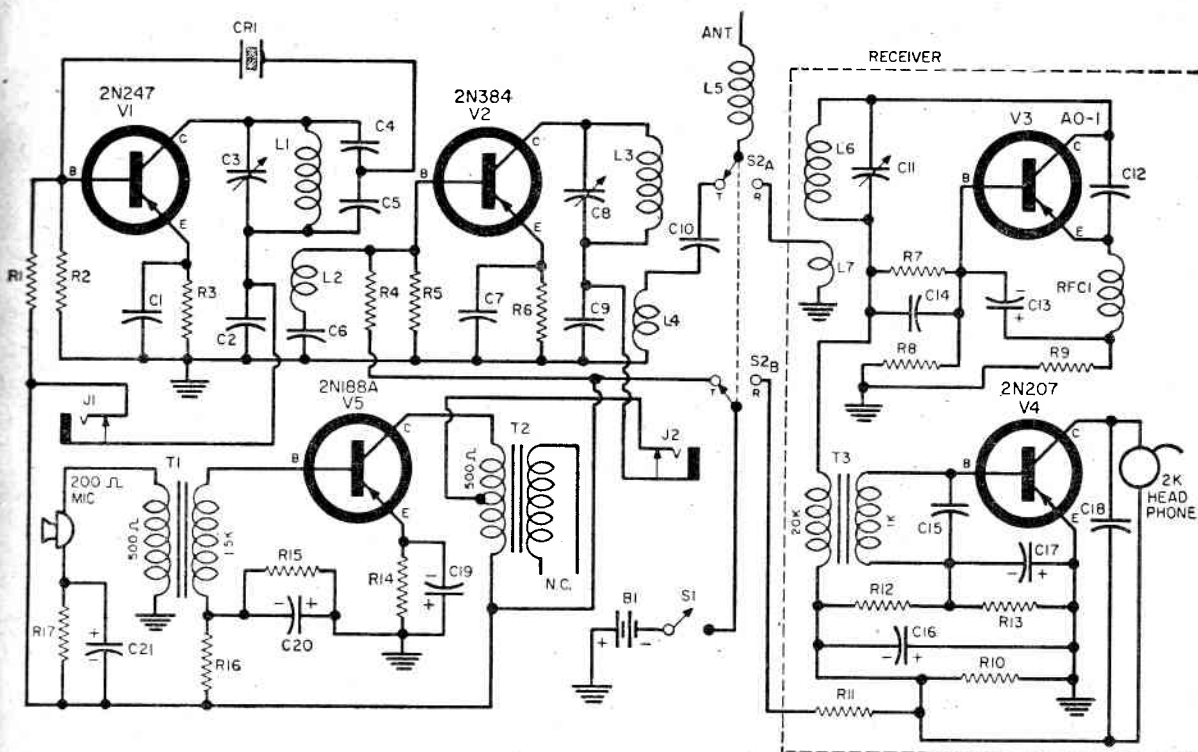 CR1
ANT
RECEIVER
2N247
V1
2N384
V2
L5
V3
AO-1
C
C3
L1
C4
C
L3
S2A
L6
C11
C
C12
B
B
B
C5
C8
T
R
E
E
E
C10
R1
R2
C1
R3
L2
R4
R5
C7
R6
L7
R7
RFC1
C14
C13
-
+
C2
C6
C9
L4
R8
R9
S2B
2N188A
V5
T
R
2N207
V4
J1
C
T2
J2
C
T1
B
500Ω
B
200 Ω
MIC
T3
2K
HEAD
PHONE
500Ω
1.5K
E
20K
1K
C15
E
C18
R15
R14
-
C19
+
N.C.
C17
-
+
B1
S1
R12
R13
R17
+
C21
-
-
+
C20
R16
+
-
C16
-
+
R10
R11